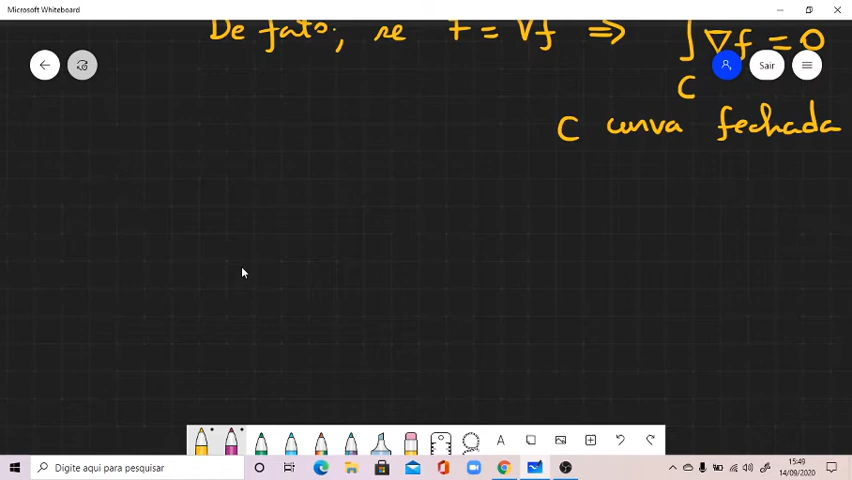 Microsoft Whiteboard
De fato, se F = ∇f ⇒ ∫ ∇f = 0
C
Sair
C curva fechada
A
Digite aqui para pesquisar
15:49
14/09/2020